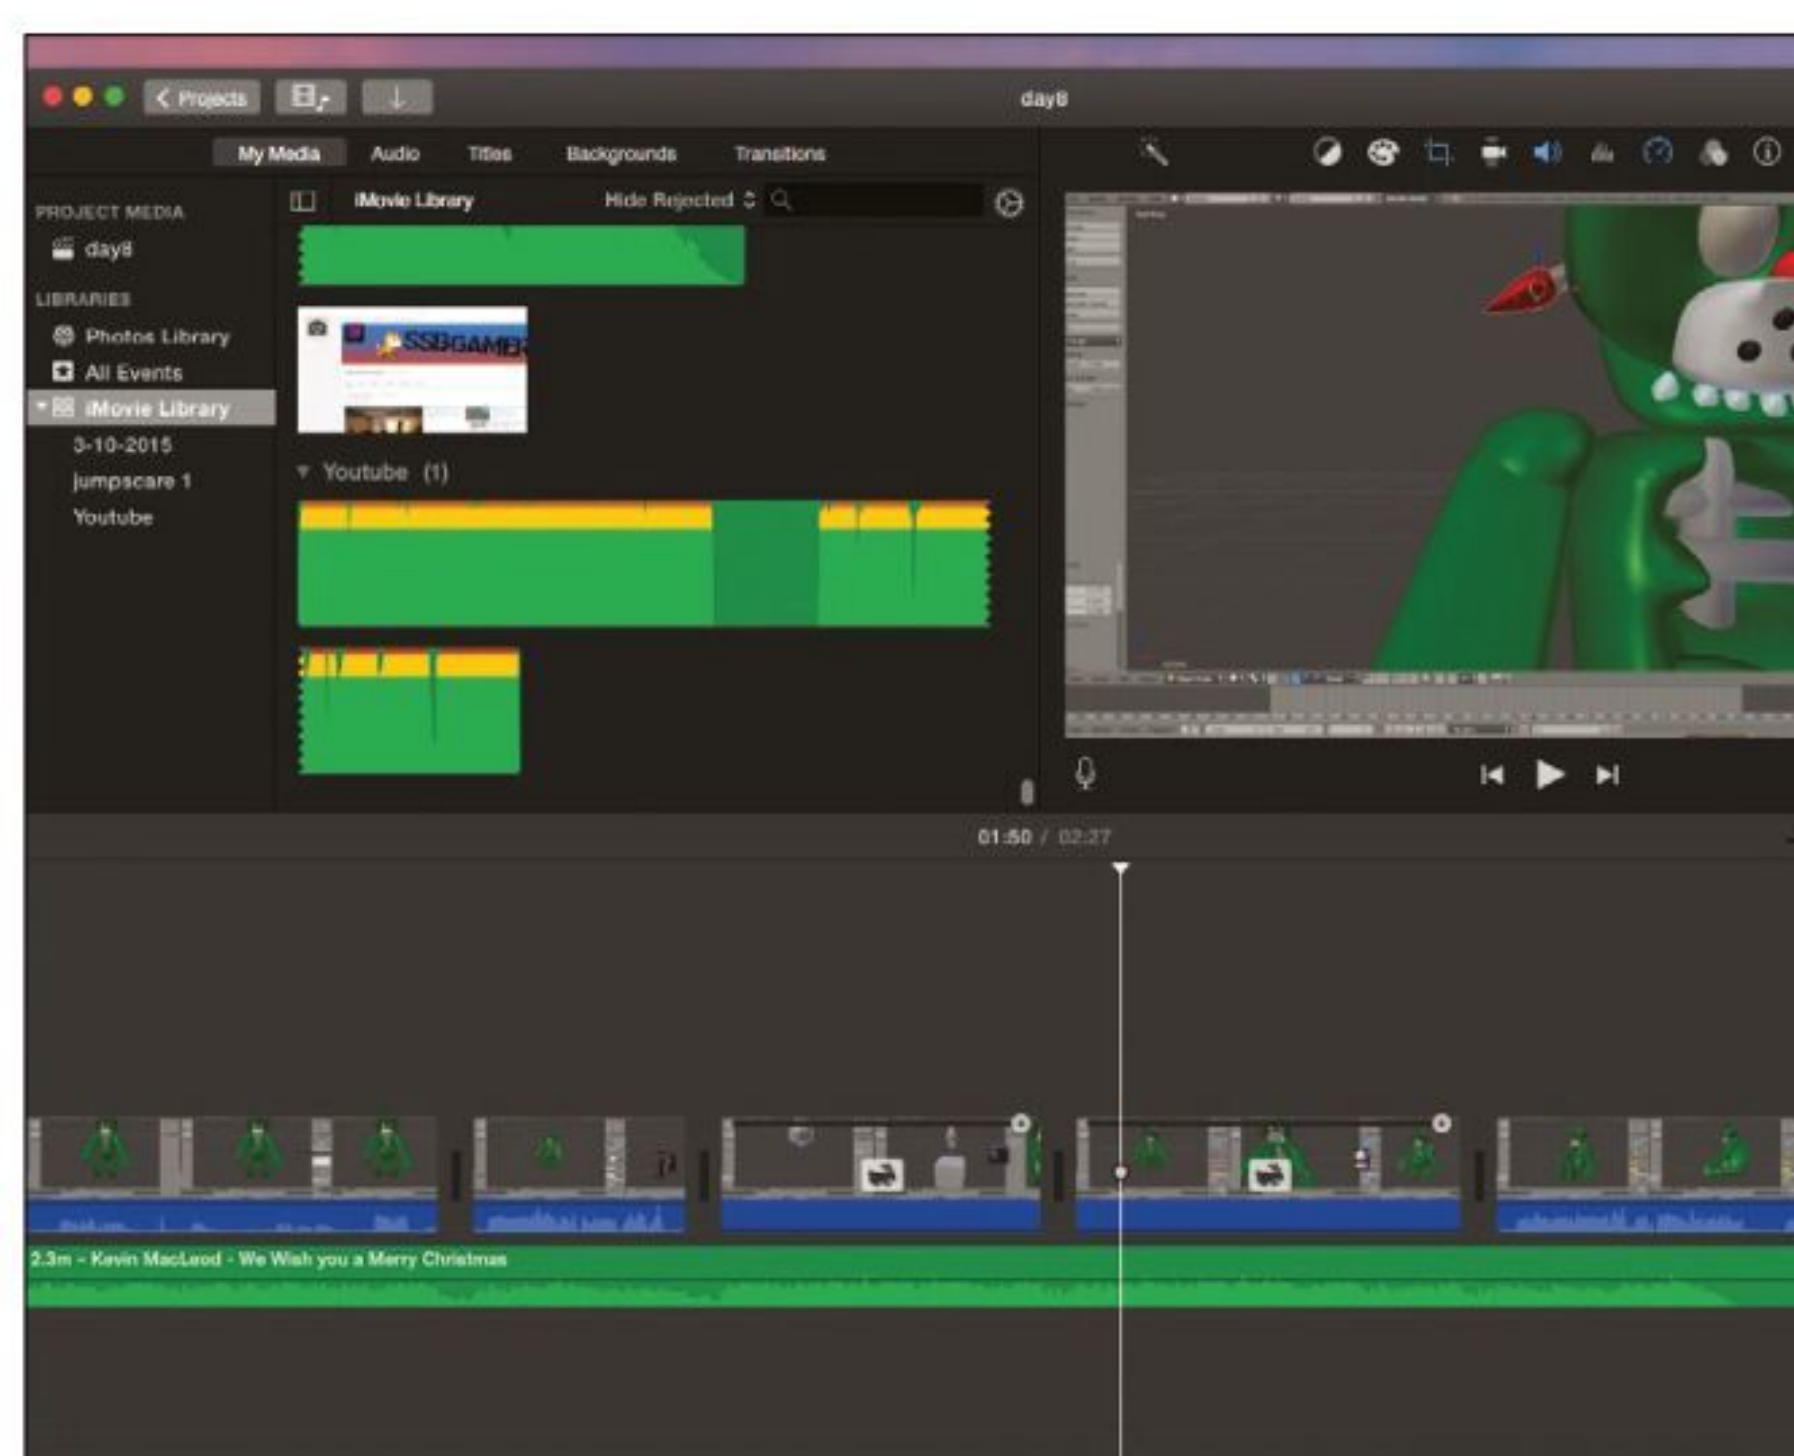 Projects
day8
My Media Audio Titles Backgrounds Transitions
PROJECT MEDIA
day8
LIBRARIES
Photos Library
All Events
iMovie Library
3-10-2015
jumpscare 1
Youtube
iMovie Library Hide Rejected
SSBGAMER
Youtube (1)
01:50 / 02:27
2.3m – Kevin MacLeod - We Wish you a Merry Christmas